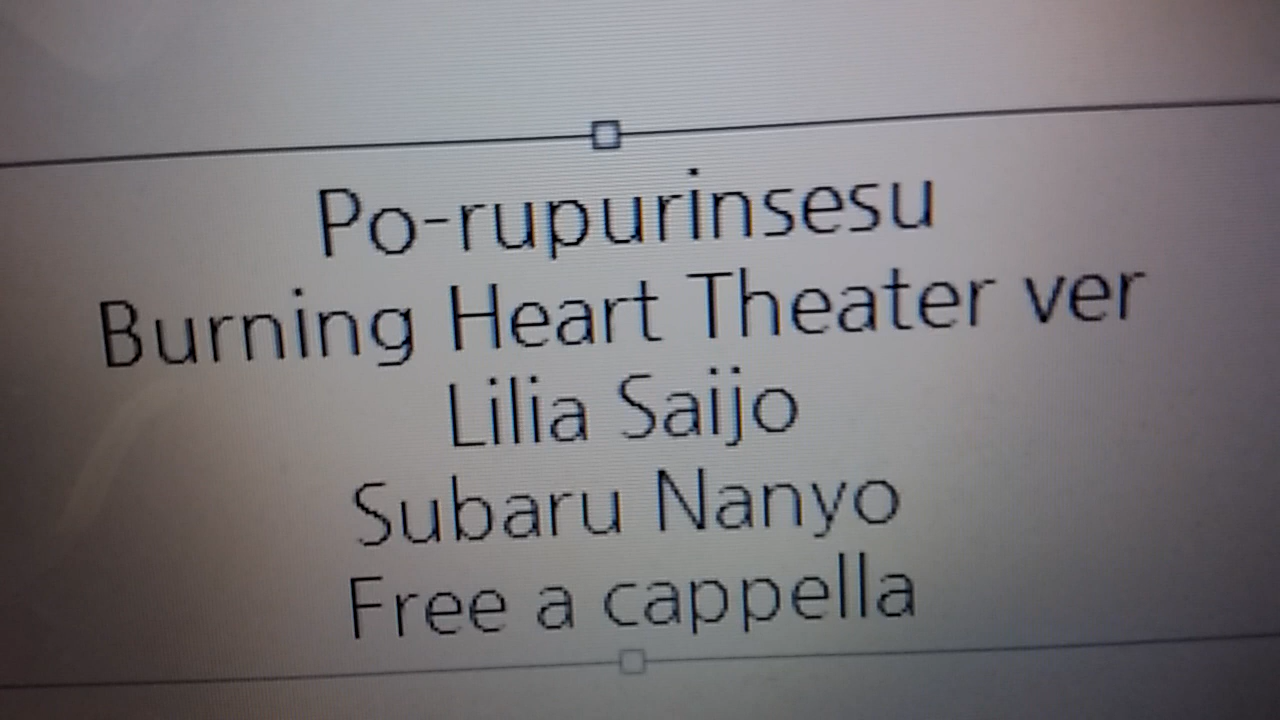 Po-rupurinsesu
Burning Heart Theater ver
Lilia Saijo
Subaru Nanyo
Free a cappella